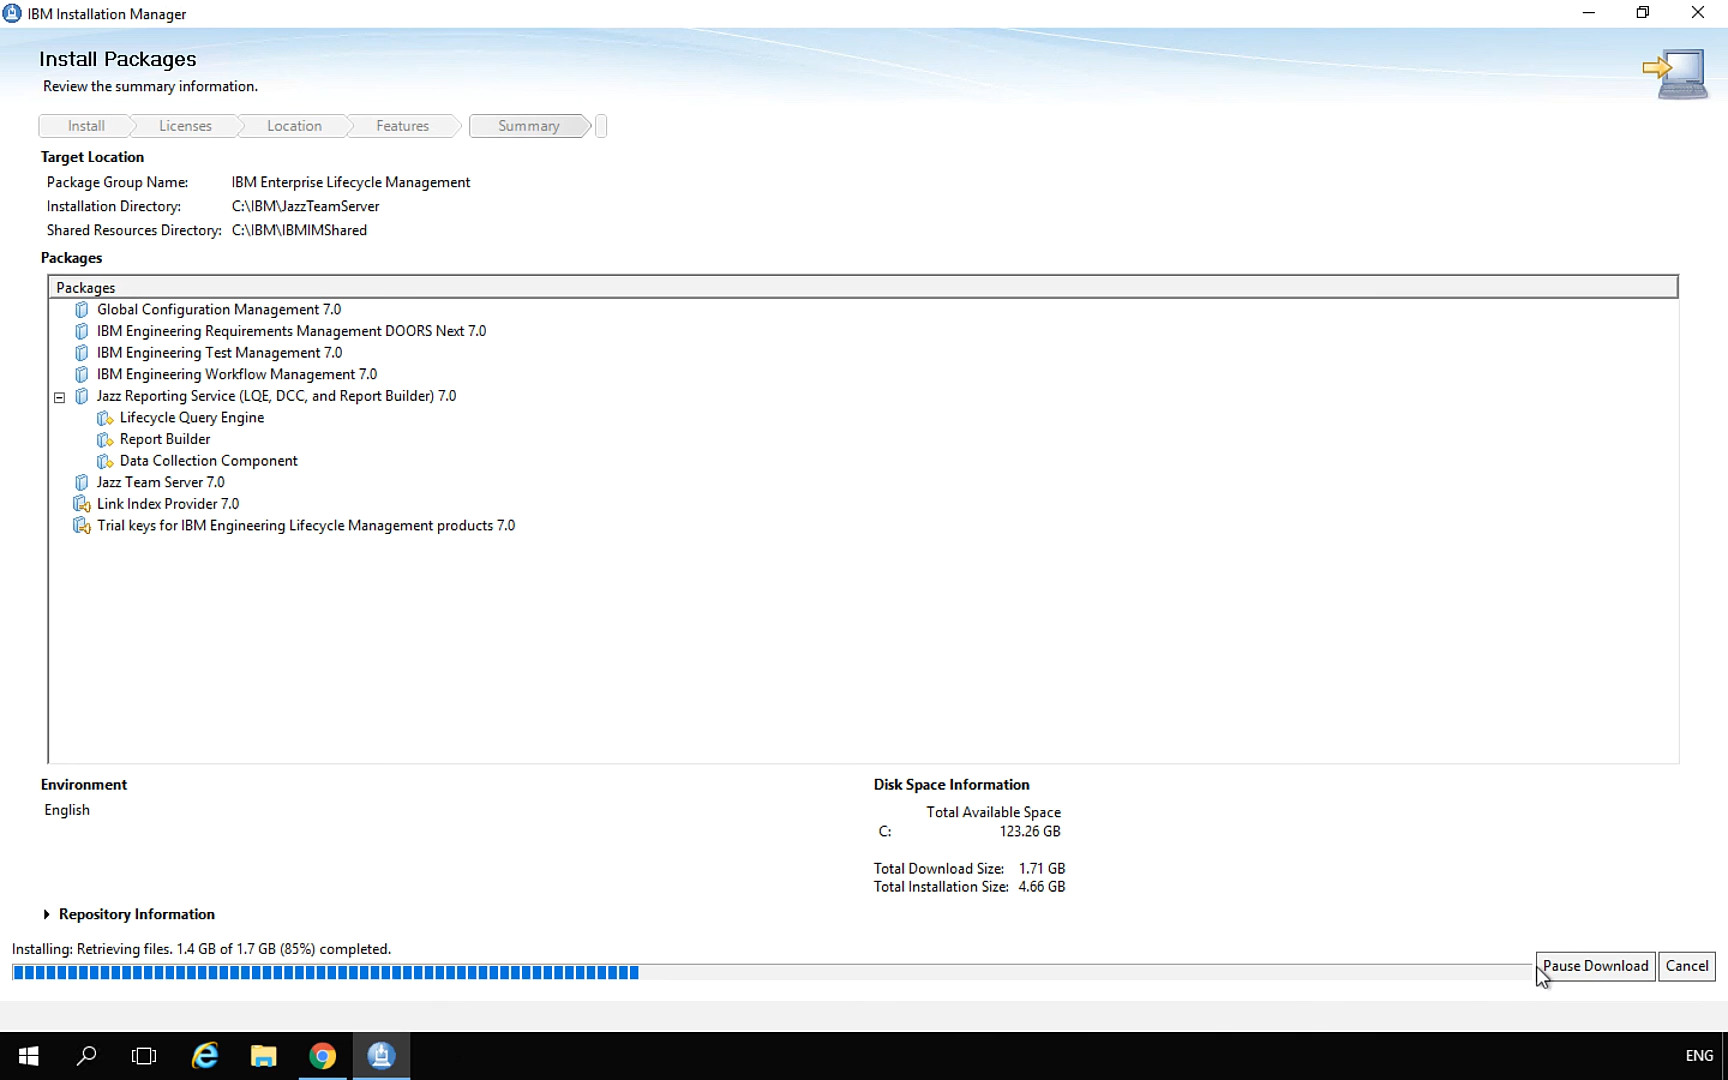 IBM Installation Manager
Install Packages
Review the summary information.
Install Licenses Location Features Summary
Target Location
Package Group Name: IBM Enterprise Lifecycle Management
Installation Directory: C:\IBM\JazzTeamServer
Shared Resources Directory: C:\IBM\IBMIMShared
Packages
Packages
Global Configuration Management 7.0
IBM Engineering Requirements Management DOORS Next 7.0
IBM Engineering Test Management 7.0
IBM Engineering Workflow Management 7.0
Jazz Reporting Service (LQE, DCC, and Report Builder) 7.0
Lifecycle Query Engine
Report Builder
Data Collection Component
Jazz Team Server 7.0
Link Index Provider 7.0
Trial keys for IBM Engineering Lifecycle Management products 7.0
Environment
English
Disk Space Information
Total Available Space
C: 123.26 GB
Total Download Size: 1.71 GB
Total Installation Size: 4.66 GB
Repository Information
Installing: Retrieving files. 1.4 GB of 1.7 GB (85%) completed.
Pause Download Cancel
ENG